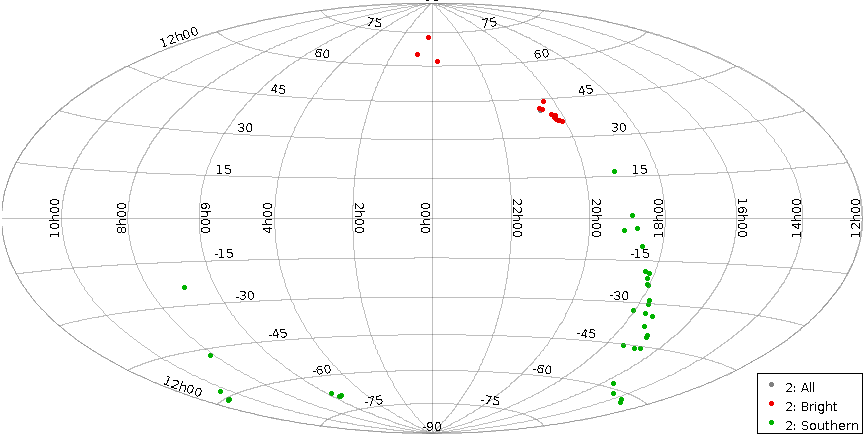 75 75
12h00 60 60
45 45
30 30
15 15
10h00 8h00 6h00 4h00 2h00 00h00 22h00 20h00 18h00 16h00 14h00 12h00
-15 -15
-30 -30
-45 -45
-60 -60
12h00 -75 -75
-90
2: All
2: Bright
2: Southern